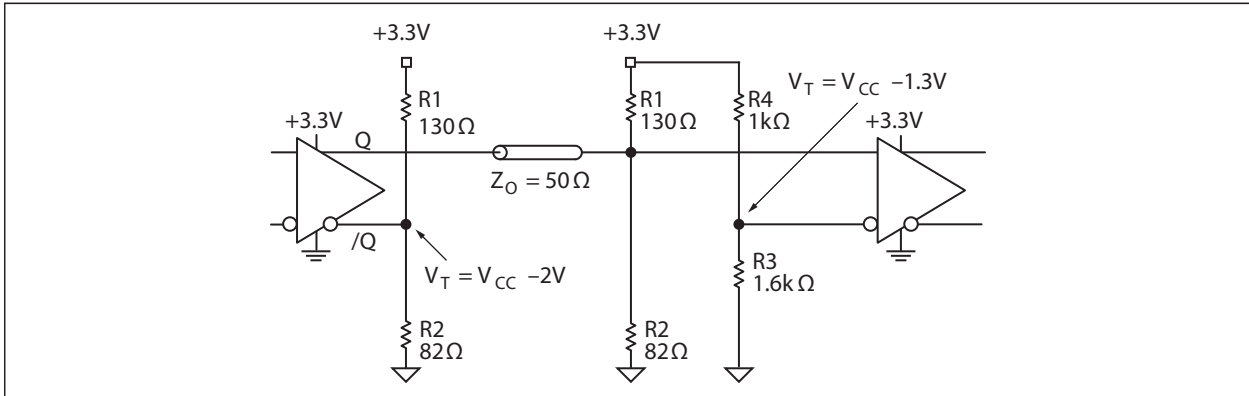 +3.3V
+3.3V
R1
130Ω
R1
130Ω
R4
1kΩ
V_T = V_CC –1.3V
+3.3V
+3.3V
Q
Z_O = 50Ω
/Q
V_T = V_CC –2V
R3
1.6kΩ
R2
82Ω
R2
82Ω